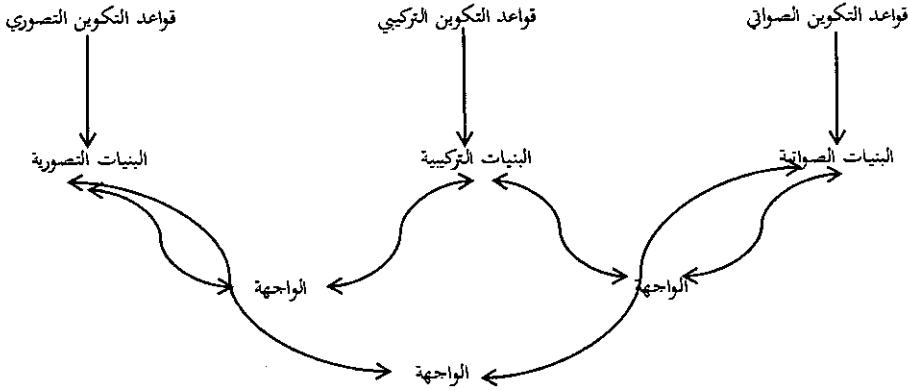 قواعد التكوين الصواتي قواعد التكوين التركيبي قواعد التكوين التصوري
البنيات الصواتية البنيات التركيبية البنيات التصورية
الواجهة الواجهة
الواجهة